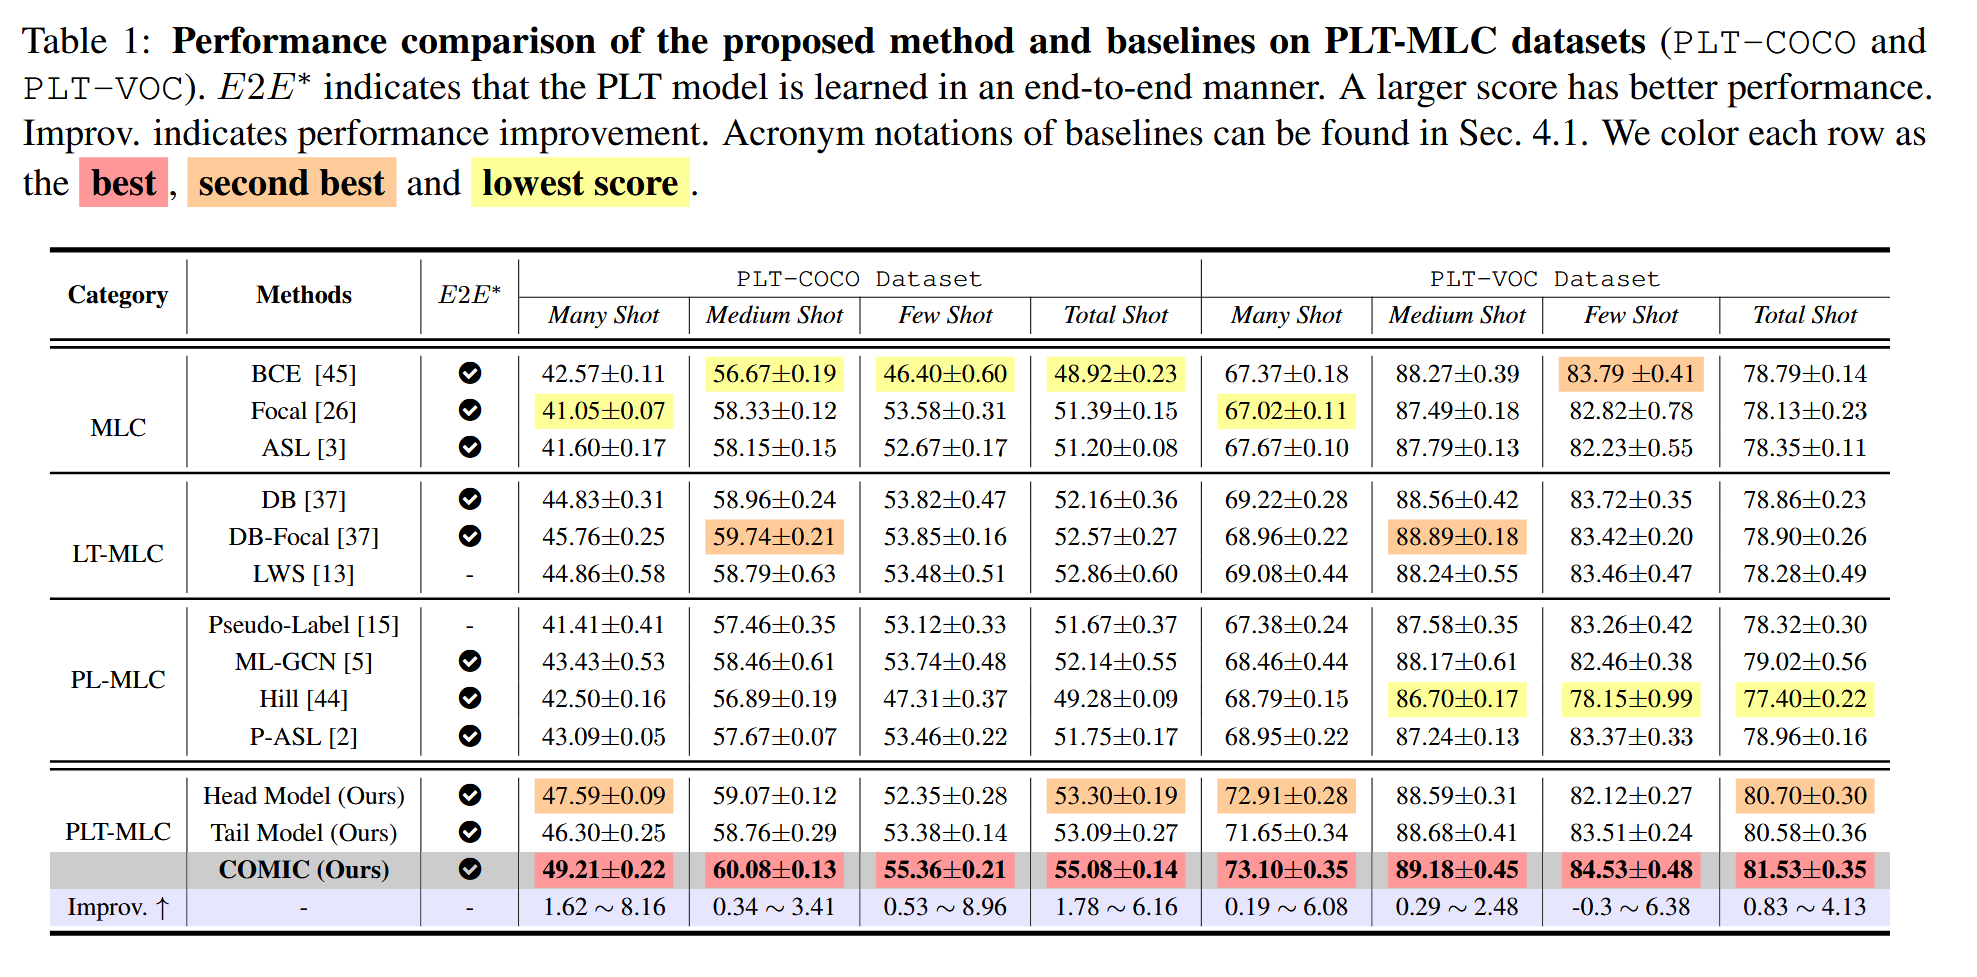 Table 1: Performance comparison of the proposed method and baselines on PLT-MLC datasets (PLT-COCO and
PLT-VOC). E2E* indicates that the PLT model is learned in an end-to-end manner. A larger score has better performance.
Improv. indicates performance improvement. Acronym notations of baselines can be found in Sec. 4.1. We color each row as
the best, second best and lowest score.
Category Methods E2E* PLT-COCO Dataset PLT-VOC Dataset
Many Shot Medium Shot Few Shot Total Shot Many Shot Medium Shot Few Shot Total Shot
MLC
BCE [45] ✔ 42.57±0.11 56.67±0.19 46.40±0.60 48.92±0.23 67.37±0.18 88.27±0.39 83.79 ±0.41 78.79±0.14
Focal [26] ✔ 41.05±0.07 58.33±0.12 53.58±0.31 51.39±0.15 67.02±0.11 87.49±0.18 82.82±0.78 78.13±0.23
ASL [3] ✔ 41.60±0.17 58.15±0.15 52.67±0.17 51.20±0.08 67.67±0.10 87.79±0.13 82.23±0.55 78.35±0.11
LT-MLC
DB [37] ✔ 44.83±0.31 58.96±0.24 53.82±0.47 52.16±0.36 69.22±0.28 88.56±0.42 83.72±0.35 78.86±0.23
DB-Focal [37] ✔ 45.76±0.25 59.74±0.21 53.85±0.16 52.57±0.27 68.96±0.22 88.89±0.18 83.42±0.20 78.90±0.26
LWS [13] - 44.86±0.58 58.79±0.63 53.48±0.51 52.86±0.60 69.08±0.44 88.24±0.55 83.46±0.47 78.28±0.49
PL-MLC
Pseudo-Label [15] - 41.41±0.41 57.46±0.35 53.12±0.33 51.67±0.37 67.38±0.24 87.58±0.35 83.26±0.42 78.32±0.30
ML-GCN [5] ✔ 43.43±0.53 58.46±0.61 53.74±0.48 52.14±0.55 68.46±0.44 88.17±0.61 82.46±0.38 79.02±0.56
Hill [44] ✔ 42.50±0.16 56.89±0.19 47.31±0.37 49.28±0.09 68.79±0.15 86.70±0.17 78.15±0.99 77.40±0.22
P-ASL [2] ✔ 43.09±0.05 57.67±0.07 53.46±0.22 51.75±0.17 68.95±0.22 87.24±0.13 83.37±0.33 78.96±0.16
PLT-MLC
Head Model (Ours) ✔ 47.59±0.09 59.07±0.12 52.35±0.28 53.30±0.19 72.91±0.28 88.59±0.31 82.12±0.27 80.70±0.30
Tail Model (Ours) ✔ 46.30±0.25 58.76±0.29 53.38±0.14 53.09±0.27 71.65±0.34 88.68±0.41 83.51±0.24 80.58±0.36
COMIC (Ours) ✔ 49.21±0.22 60.08±0.13 55.36±0.21 55.08±0.14 73.10±0.35 89.18±0.45 84.53±0.48 81.53±0.35
Improv. ↑ - - 1.62 ~ 8.16 0.34 ~ 3.41 0.53 ~ 8.96 1.78 ~ 6.16 0.19 ~ 6.08 0.29 ~ 2.48 -0.3 ~ 6.38 0.83 ~ 4.13